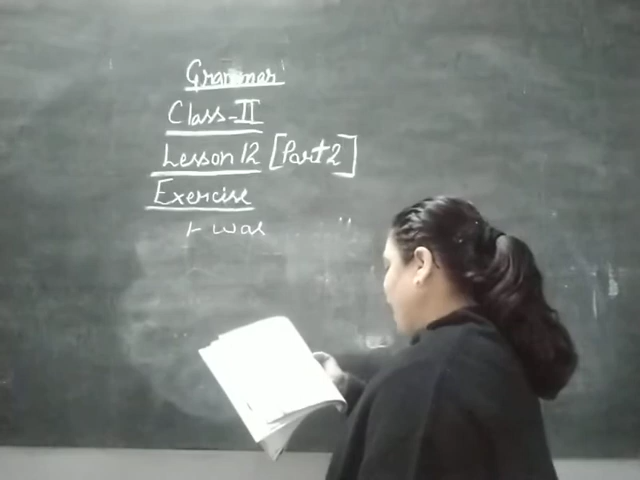 Grammar
Class-II
Lesson 12 [Part 2]
Exercise
1- was